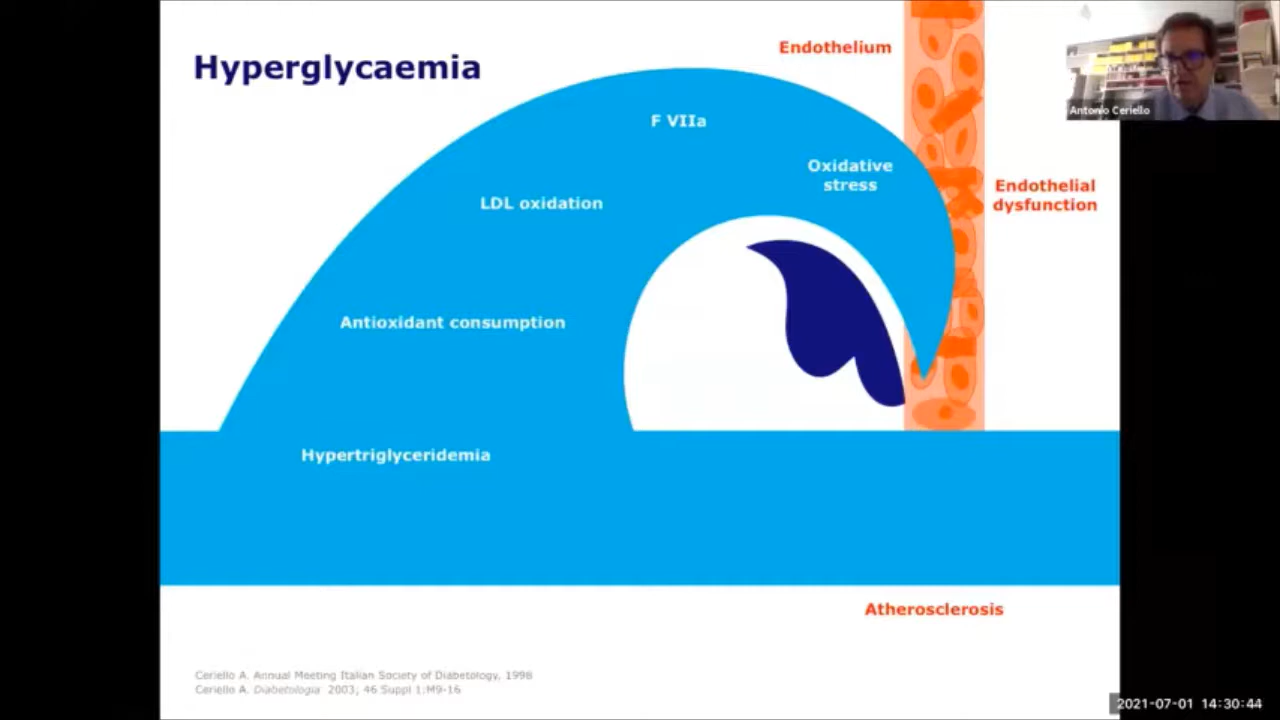 Hyperglycaemia
Endothelium
Antonio Ceriello
F VIIa
Oxidative
stress
Endothelial
dysfunction
LDL oxidation
Antioxidant consumption
Hypertriglyceridemia
Atherosclerosis
Ceriello A. Annual Meeting Italian Society of Diabetology, 1998
Ceriello A. Diabetologia 2003; 46 Suppl 1:M9-16
2021-07-01 14:30:44